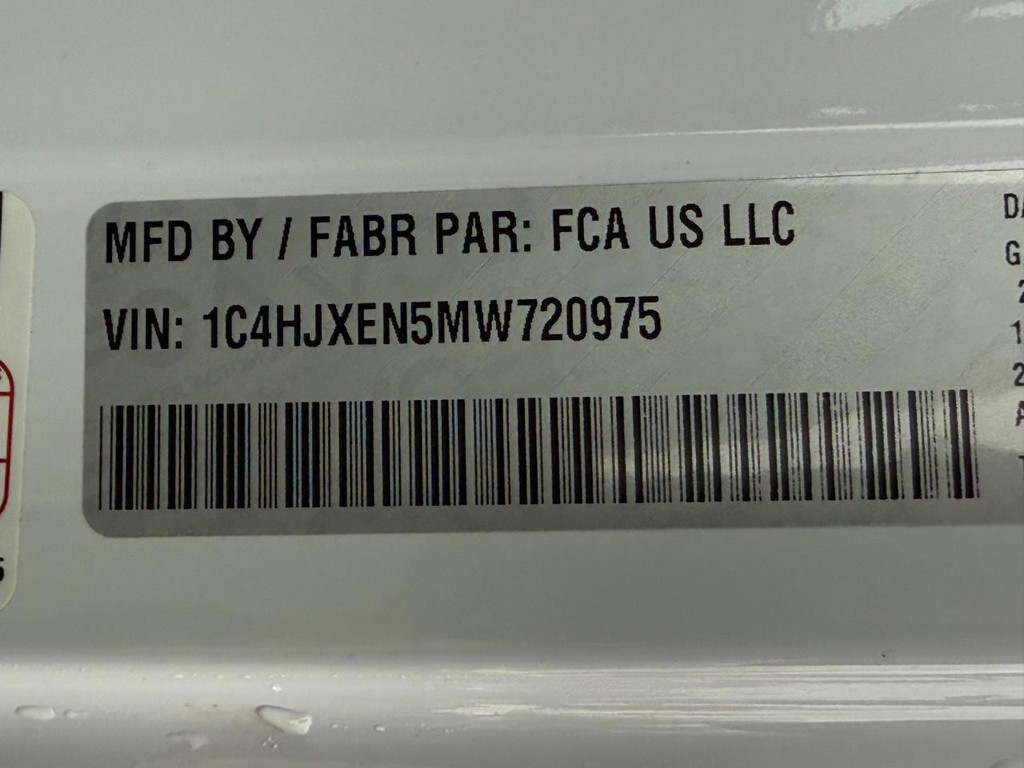 MFD BY / FABR PAR: FCA US LLC
VIN: 1C4HJXEN5MW720975